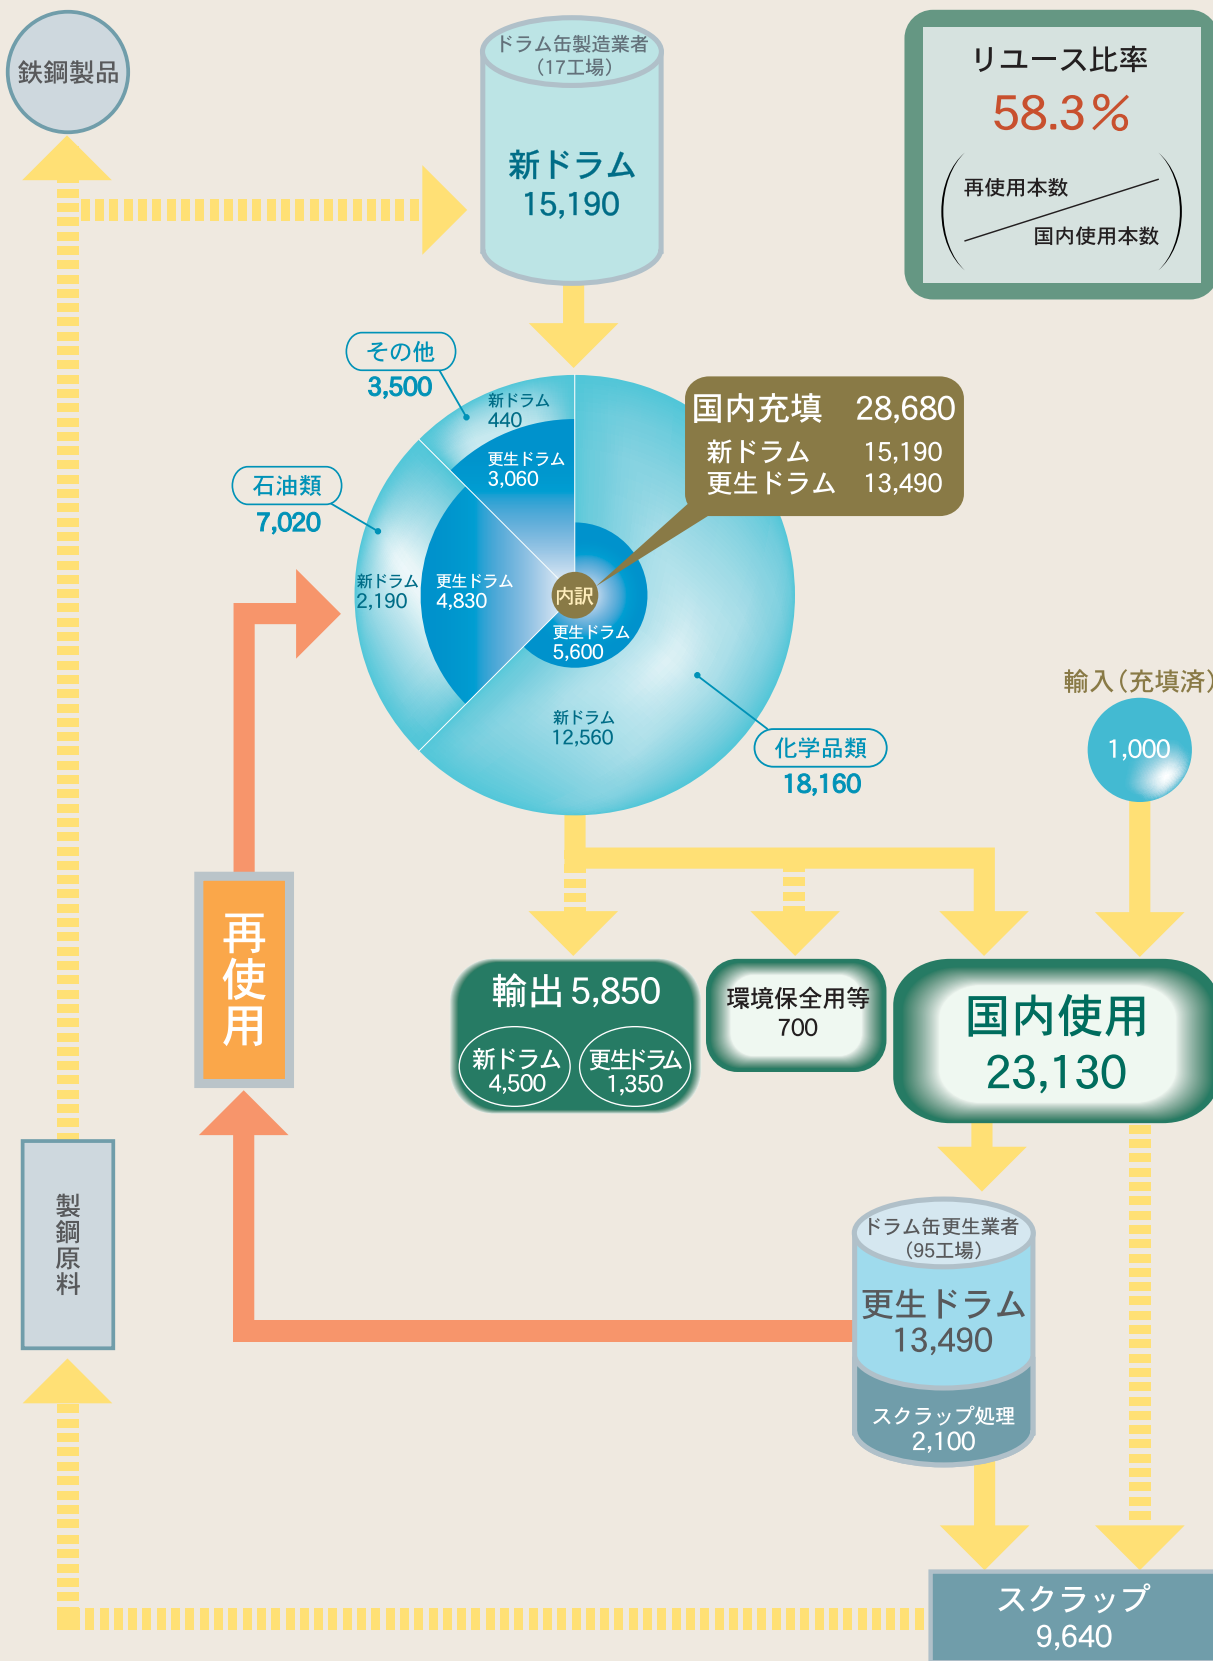 鉄鋼製品
ドラム缶製造業者
（17工場）
新ドラム
15,190
リユース比率
58.3%
再使用本数
国内使用本数
その他
3,500
新ドラム
440
更生ドラム
3,060
国内充填 28,680
新ドラム 15,190
更生ドラム 13,490
石油類
7,020
新ドラム
2,190
更生ドラム
4,830
内訳
更生ドラム
5,600
新ドラム
12,560
化学品類
18,160
輸入（充填済）
1,000
再使用
輸出 5,850
新ドラム
4,500
更生ドラム
1,350
環境保全用等
700
国内使用
23,130
製鋼原料
ドラム缶更生業者
（95工場）
更生ドラム
13,490
スクラップ処理
2,100
スクラップ
9,640